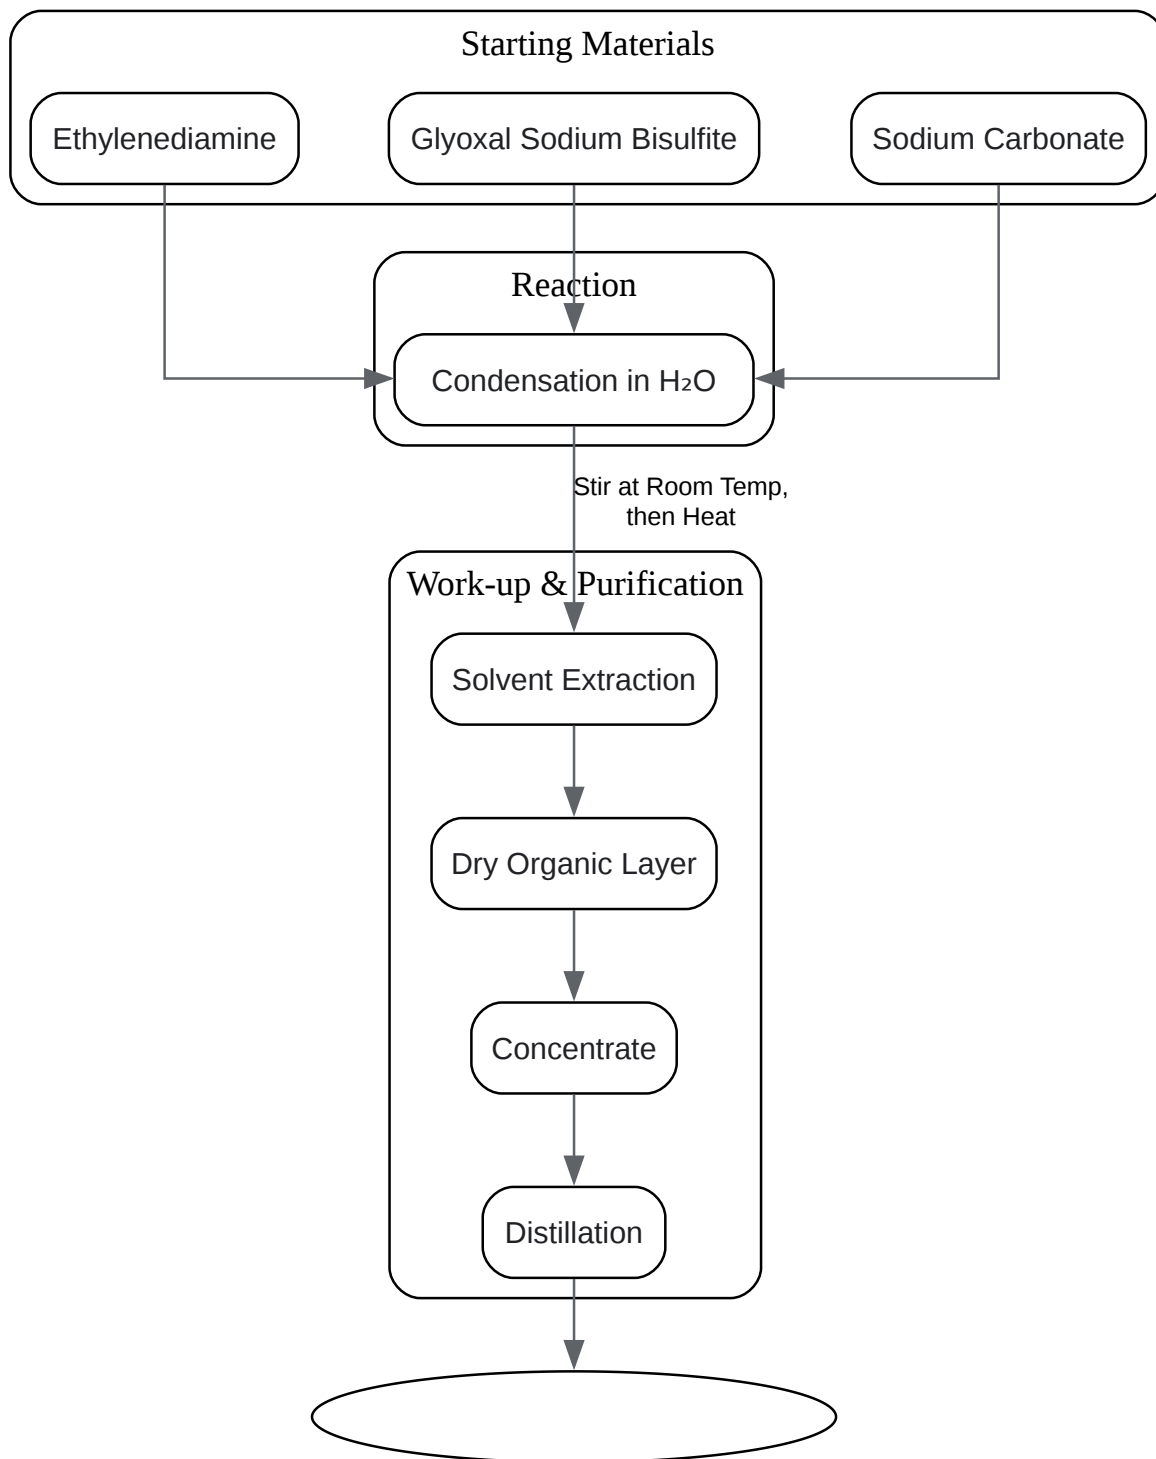 Starting Materials
Ethylenediamine
Glyoxal Sodium Bisulfite
Sodium Carbonate
Reaction
Condensation in H₂O
Stir at Room Temp,
then Heat
Work-up & Purification
Solvent Extraction
Dry Organic Layer
Concentrate
Distillation